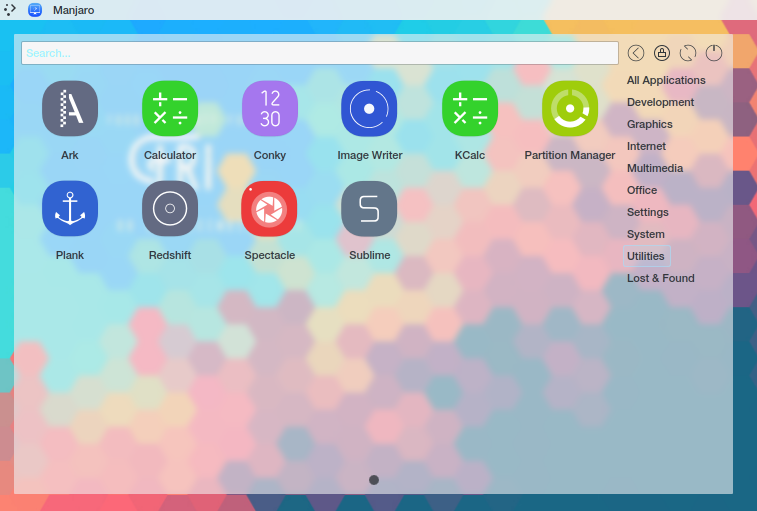 Manjaro
Search...
All Applications
Development
Graphics
Internet
Multimedia
Office
Settings
System
Utilities
Lost & Found
A
Ark
Calculator
12
30
Conky
Image Writer
KCalc
Partition Manager
Plank
Redshift
Spectacle
S
Sublime